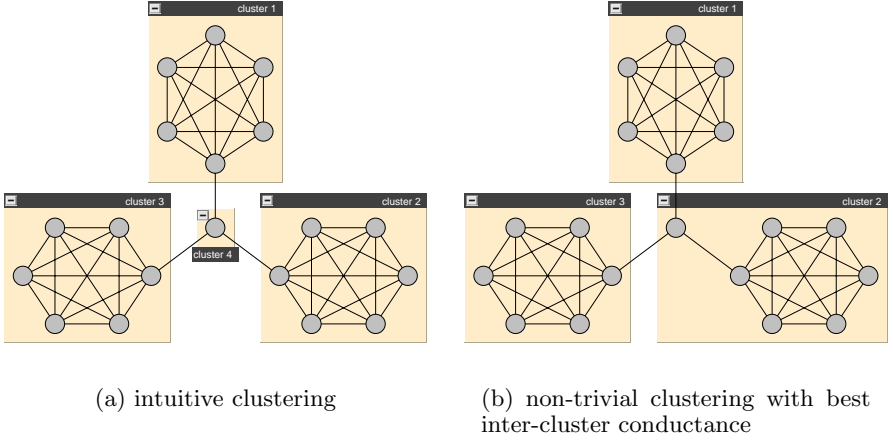 cluster 1
cluster 1
cluster 3
cluster 2
cluster 4
cluster 3
cluster 2
(a) intuitive clustering
(b) non-trivial clustering with best
inter-cluster conductance